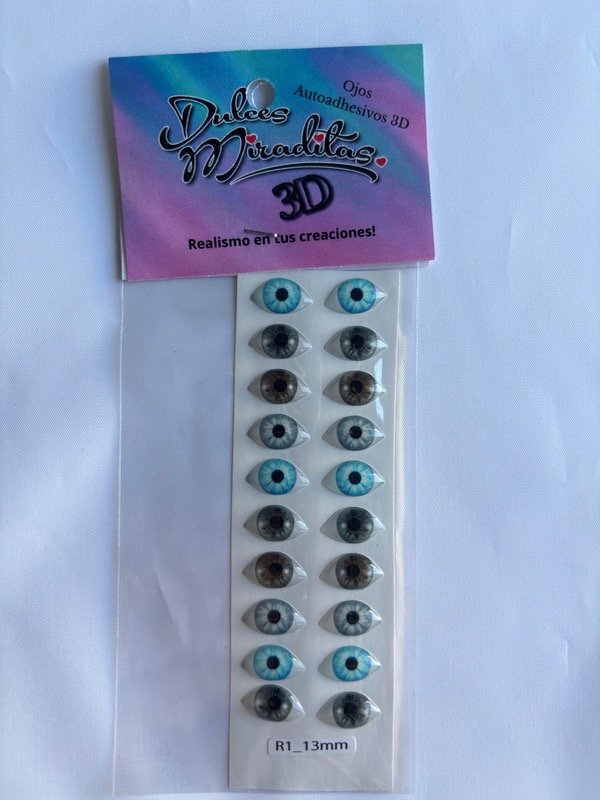 Ojos
Autoadhesivos 3D
Dulces
Miraditas
3D
Realismo en tus creaciones!
R1_13mm